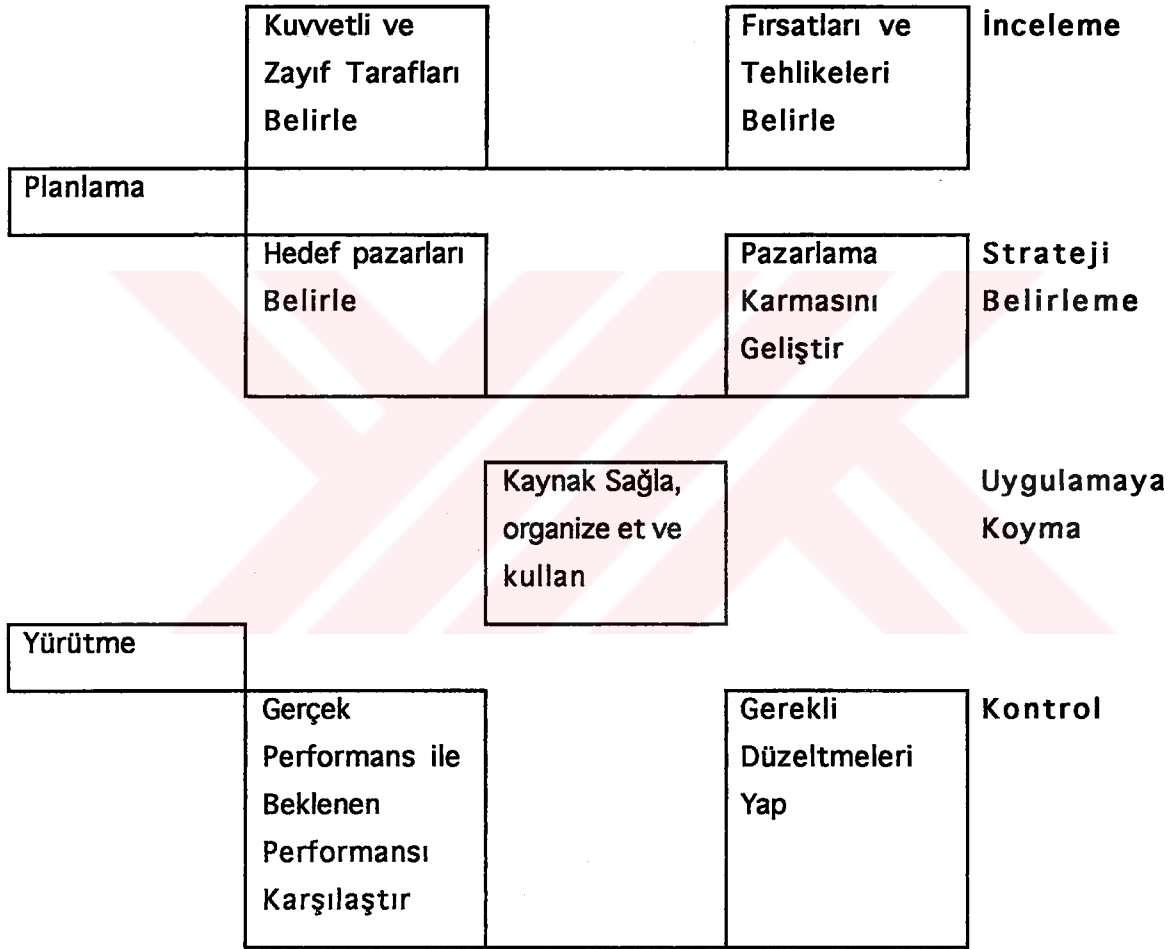 Kuvvetli ve
Zayıf Tarafları
Belirle
Fırsatları ve
Tehlikeleri
Belirle
İnceleme
Planlama
Hedef pazarları
Belirle
Pazarlama
Karmasını
Geliştir
Strateji
Belirleme
Kaynak Sağla,
organize et ve
kullan
Uygulamaya
Koyma
Yürütme
Gerçek
Performans ile
Beklenen
Performansı
Karşılaştır
Gerekli
Düzeltmeleri
Yap
Kontrol